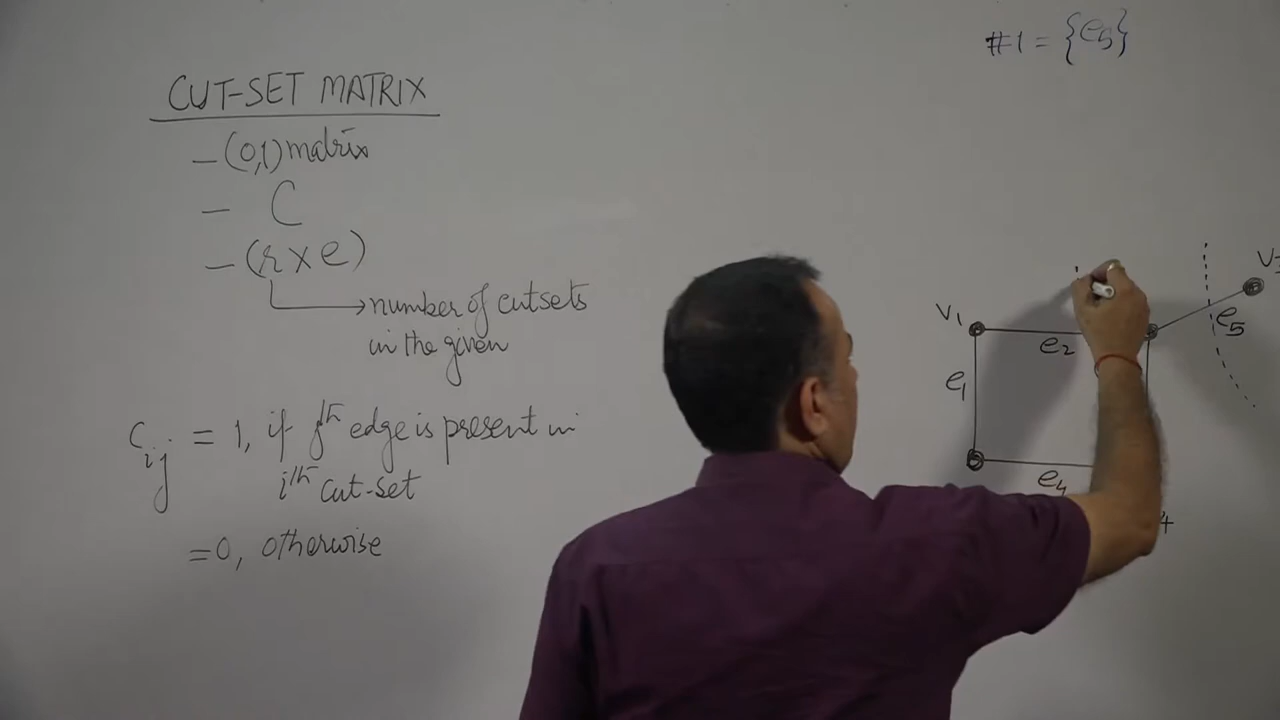 CUT-SET MATRIX
- (0,1) matrix
- C
- (r x e)
number of cutsets
in the given
Cij = 1, if jth edge is present in
ith cut-set
= 0, otherwise
#1 = {e5}
V1
e2
e5
e1
e4